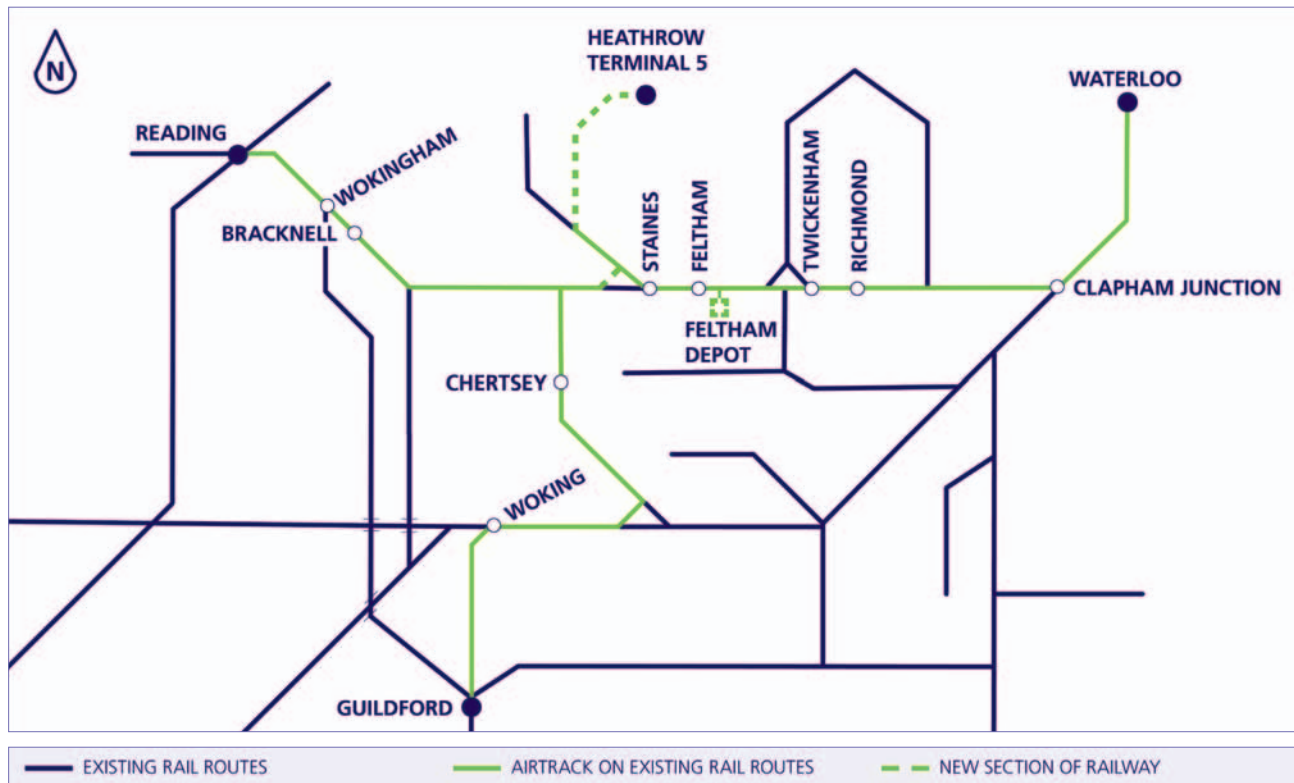 N
HEATHROW
TERMINAL 5
WATERLOO
READING
WOKINGHAM
BRACKNELL
STAINES
FELTHAM
TWICKENHAM
RICHMOND
CLAPHAM JUNCTION
FELTHAM
DEPOT
CHERTSEY
WOKING
GUILDFORD
EXISTING RAIL ROUTES
AIRTRACK ON EXISTING RAIL ROUTES
NEW SECTION OF RAILWAY